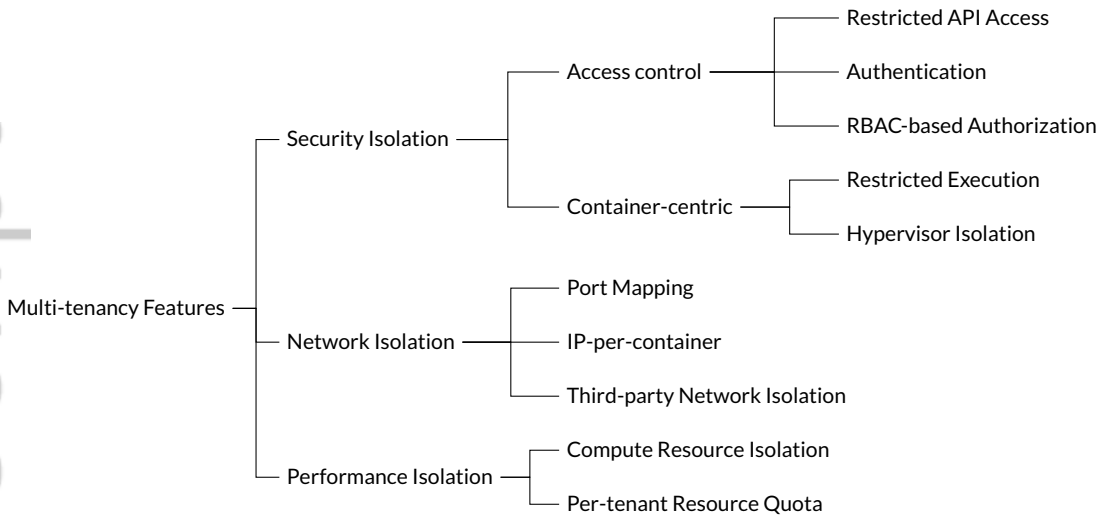 Multi-tenancy Features
Security Isolation
Access control
Restricted API Access
Authentication
RBAC-based Authorization
Container-centric
Restricted Execution
Hypervisor Isolation
Network Isolation
Port Mapping
IP-per-container
Third-party Network Isolation
Performance Isolation
Compute Resource Isolation
Per-tenant Resource Quota